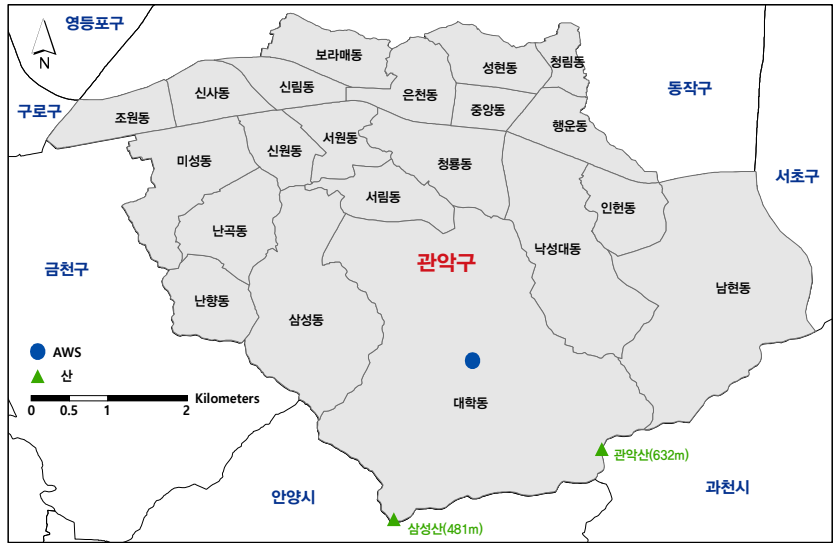 영등포구
N
보라매동
성현동
청림동
동작구
신사동
신림동
은천동
구로구
조원동
중앙동
행운동
미성동
신원동
서원동
청룡동
서초구
서림동
인헌동
난곡동
낙성대동
관악구
금천구
남현동
난향동
삼성동
AWS
산
Kilometers
0 0.5 1 2
대학동
관악산(632m)
과천시
안양시
삼성산(481m)